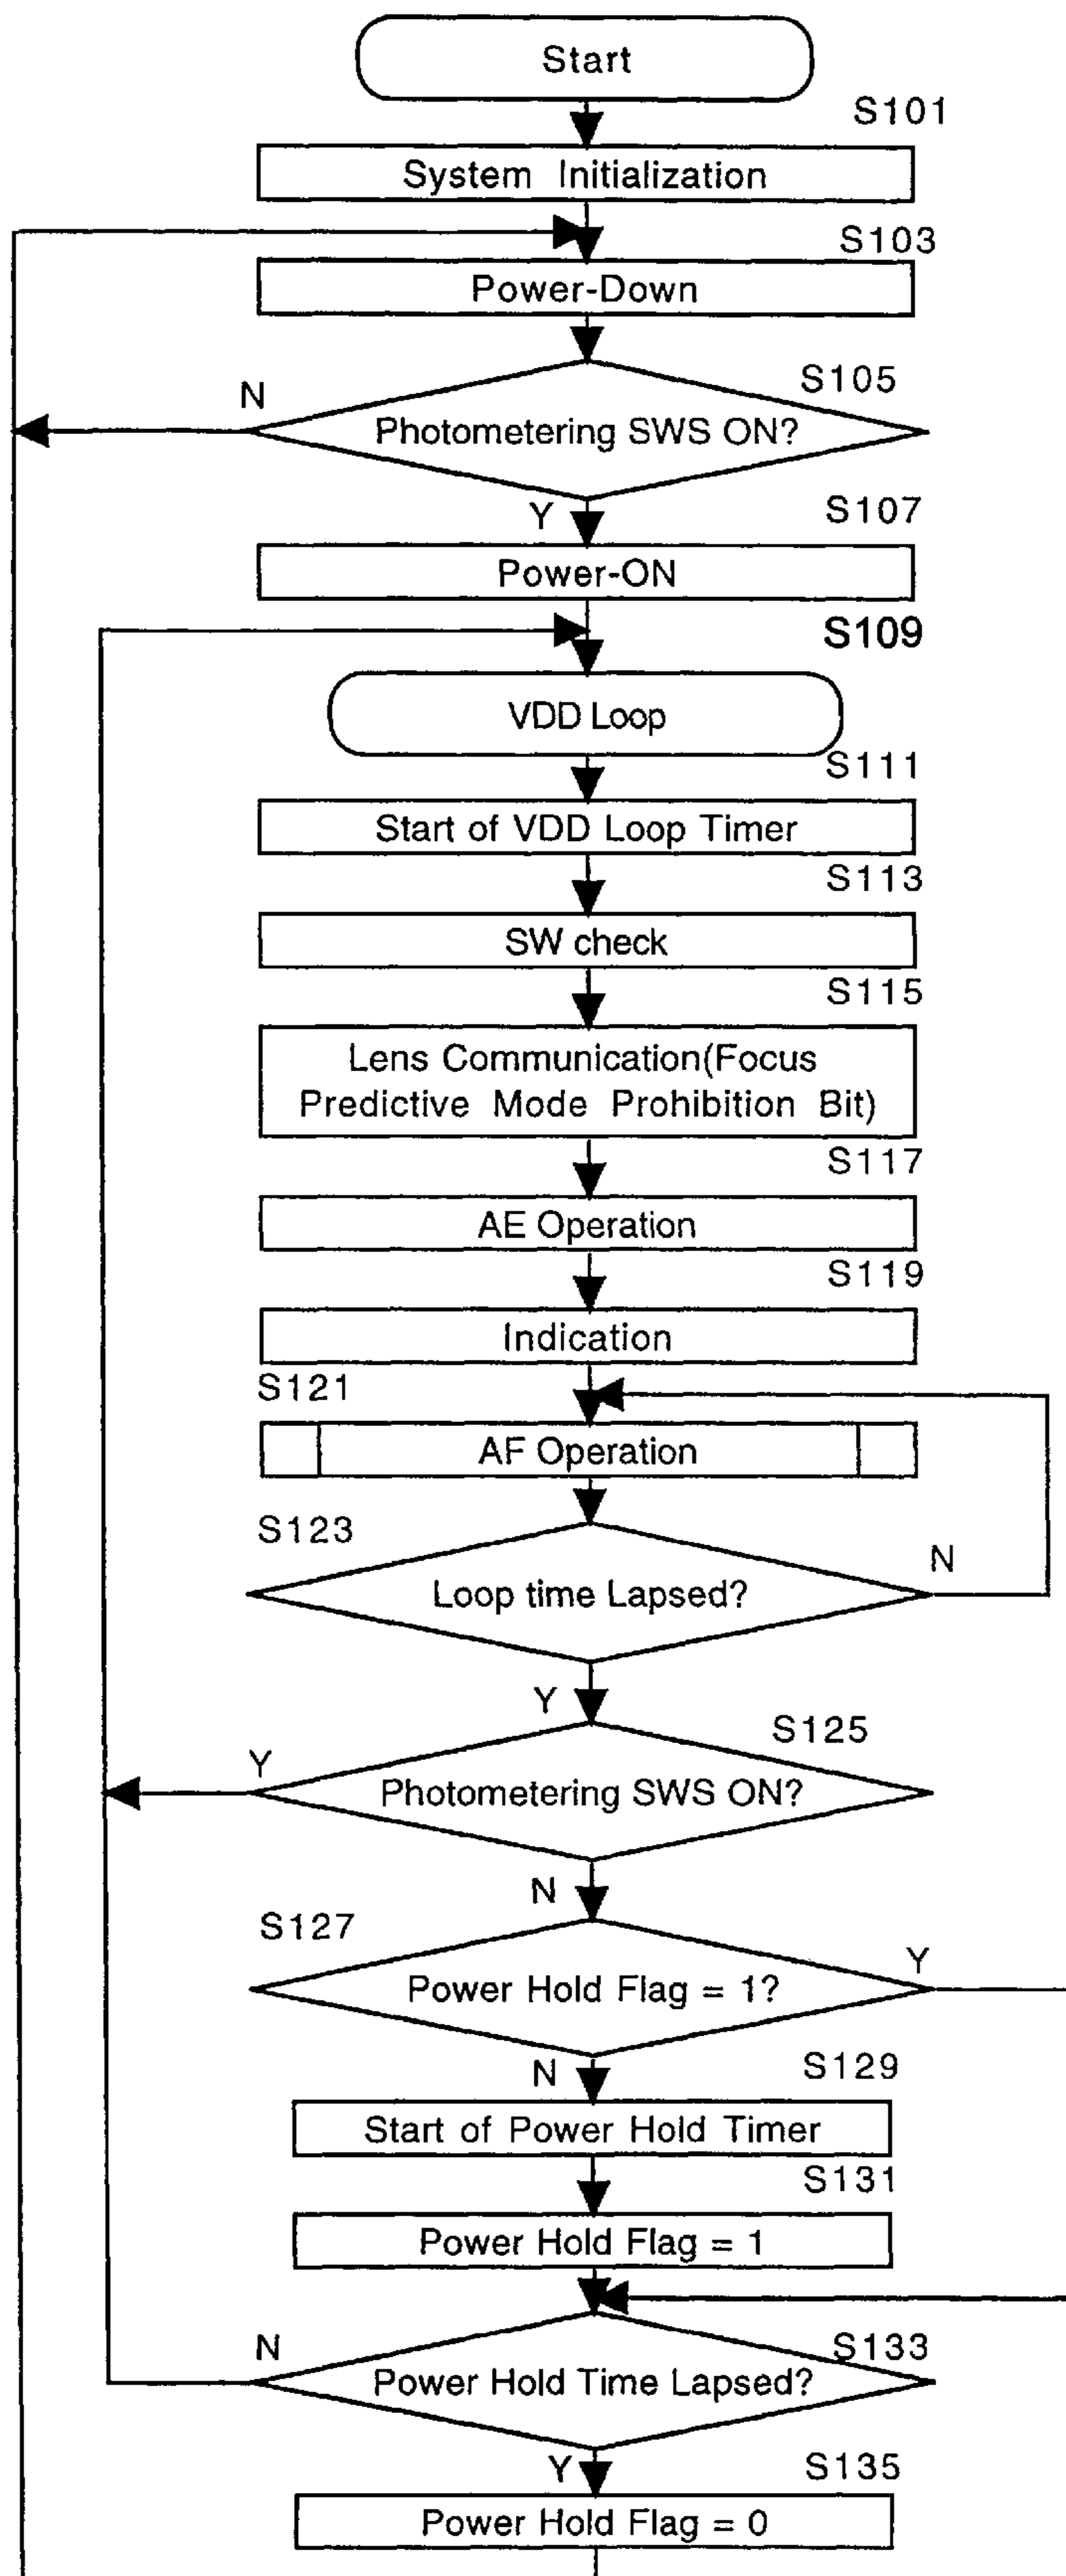 Start
S101
System Initialization
S103
Power-Down
S105
N
Photometering SWS ON?
Y
S107
Power-ON
S109
VDD Loop
S111
Start of VDD Loop Timer
S113
SW check
S115
Lens Communication(Focus
Predictive Mode Prohibition Bit)
S117
AE Operation
S119
Indication
S121
AF Operation
S123
N
Loop time Lapsed?
Y
S125
Y
Photometering SWS ON?
N
S127
Y
Power Hold Flag = 1?
N
S129
Start of Power Hold Timer
S131
Power Hold Flag = 1
N
S133
Power Hold Time Lapsed?
Y
S135
Power Hold Flag = 0